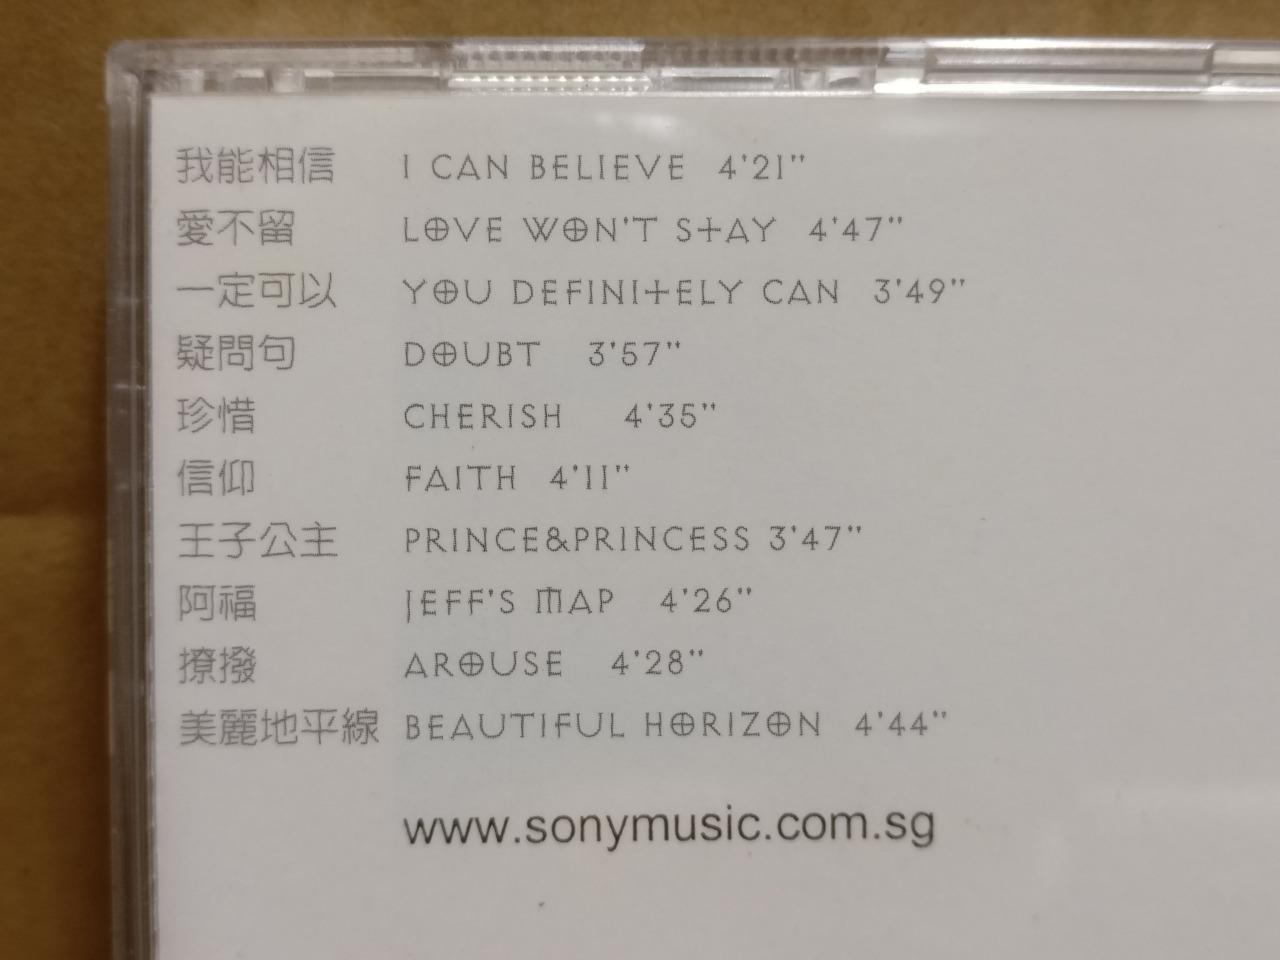 我能相信 I CAN BELIEVE 4'21"
愛不留 LOVE WON'T STAY 4'47"
一定可以 YOU DEFINITELY CAN 3'49"
疑問句 DOUBT 3'57"
珍惜 CHERISH 4'35"
信仰 FAITH 4'11"
王子公主 PRINCE&PRINCESS 3'47"
阿福 JEFF'S MAP 4'26"
撩撥 AROUSE 4'28"
美麗地平線 BEAUTIFUL HORIZON 4'44"
www.sonymusic.com.sg